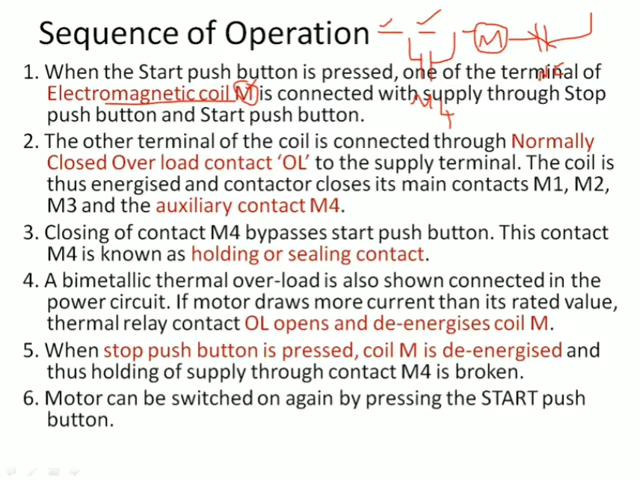 Sequence of Operation
M
1. When the Start push button is pressed, one of the terminal of
Electromagnetic coil M is connected with supply through Stop
push button and Start push button.
M4
2. The other terminal of the coil is connected through Normally
Closed Over load contact ‘OL’ to the supply terminal. The coil is
thus energised and contactor closes its main contacts M1, M2,
M3 and the auxiliary contact M4.
3. Closing of contact M4 bypasses start push button. This contact
M4 is known as holding or sealing contact.
4. A bimetallic thermal over-load is also shown connected in the
power circuit. If motor draws more current than its rated value,
thermal relay contact OL opens and de-energises coil M.
5. When stop push button is pressed, coil M is de-energised and
thus holding of supply through contact M4 is broken.
6. Motor can be switched on again by pressing the START push
button.